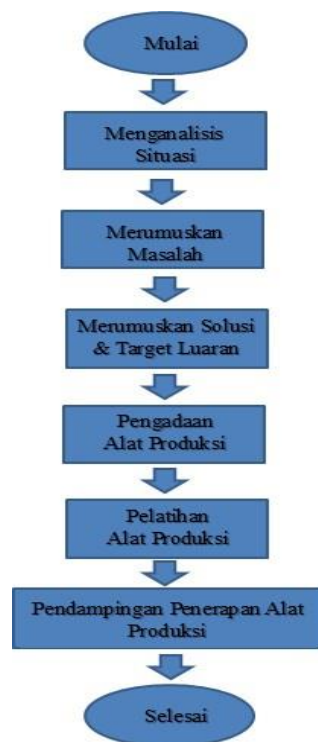 Mulai
Menganalisis
Situasi
Merumuskan
Masalah
Merumuskan Solusi
& Target Luaran
Pengadaan
Alat Produksi
Pelatihan
Alat Produksi
Pendampingan Penerapan Alat
Produksi
Selesai